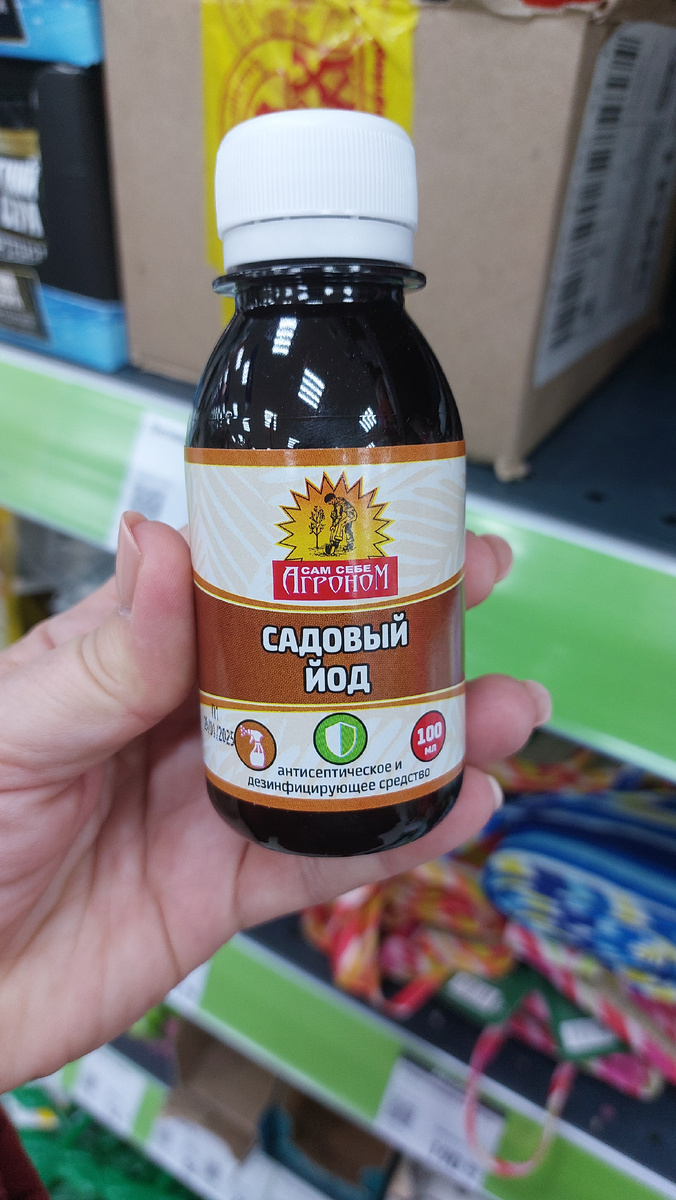 САМ СЕБЕ
АГРОНОМ
САДОВЫЙ
ЙОД
100
мл
антисептическое и
дезинфицирующее средство